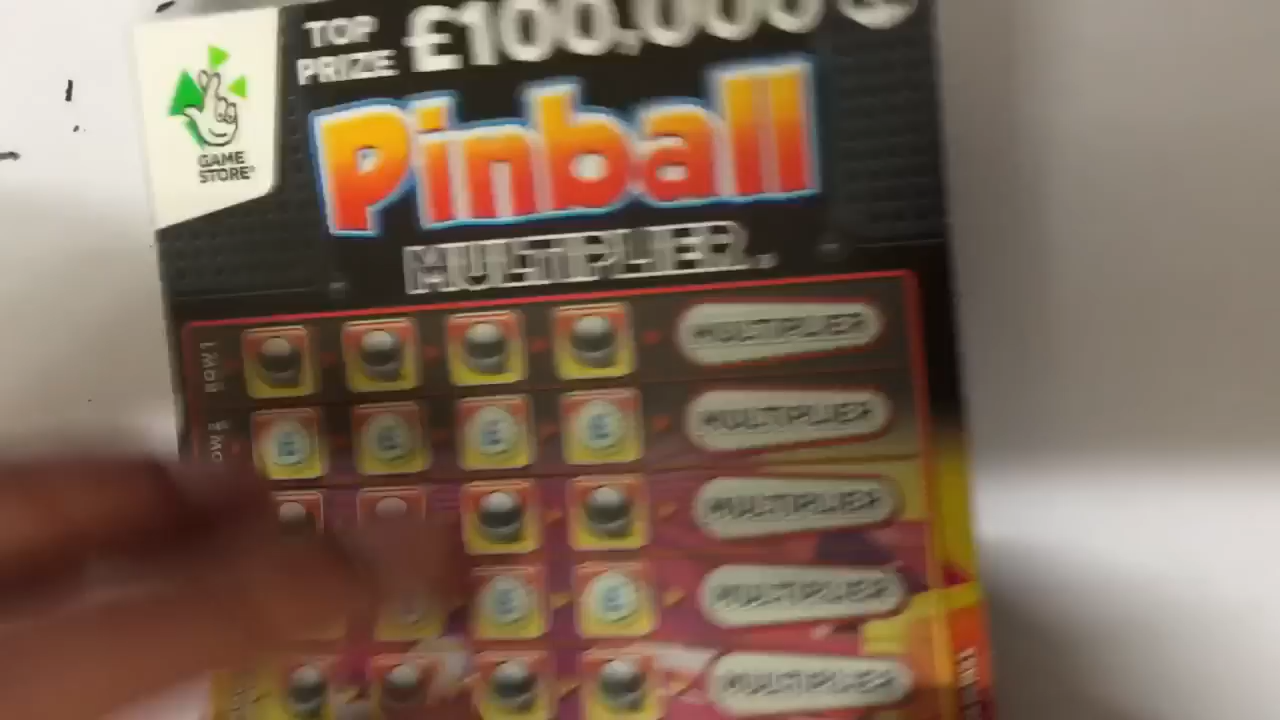 TOP
PRIZE £100,000
GAME
STORE®
Pinball
MULTIPLIER
ROW 1 MULTIPLIER
£ £ £ £ MULTIPLIER
MULTIPLIER
£ £ £ MULTIPLIER
MULTIPLIER